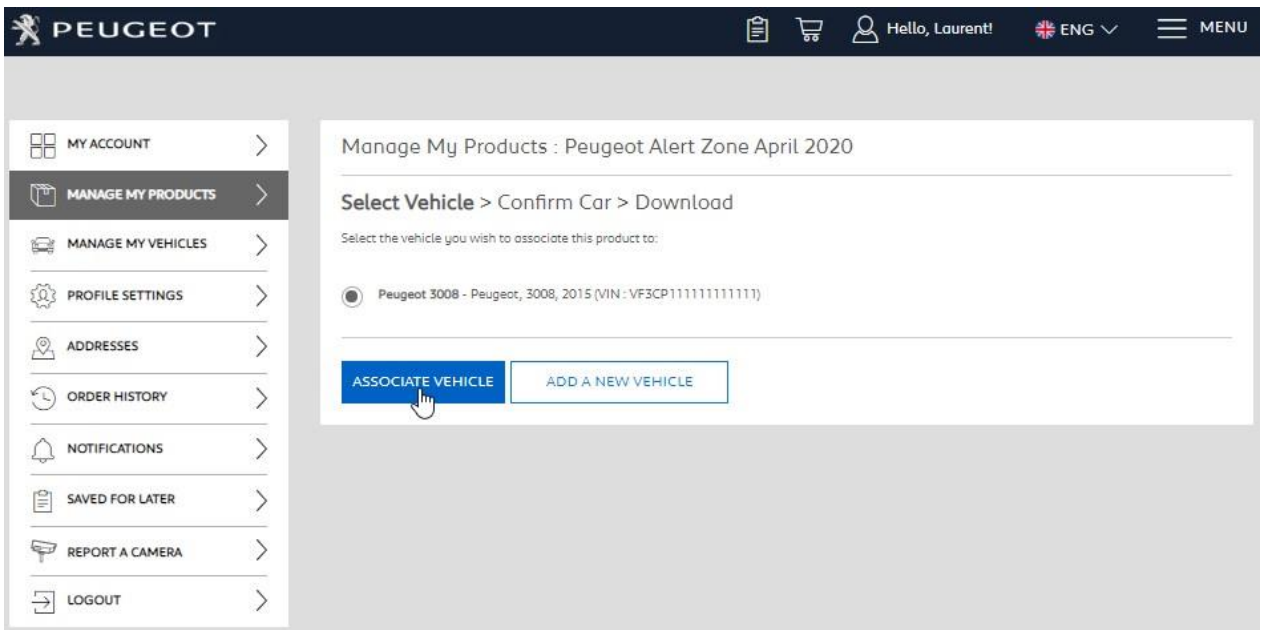 PEUGEOT
Hello, Laurent!
ENG
MENU
MY ACCOUNT
MANAGE MY PRODUCTS
MANAGE MY VEHICLES
PROFILE SETTINGS
ADDRESSES
ORDER HISTORY
NOTIFICATIONS
SAVED FOR LATER
REPORT A CAMERA
LOGOUT
Manage My Products : Peugeot Alert Zone April 2020
Select Vehicle > Confirm Car > Download
Select the vehicle you wish to associate this product to:
Peugeot 3008 - Peugeot, 3008, 2015 (VIN : VF3CP111111111111)
ASSOCIATE VEHICLE
ADD A NEW VEHICLE